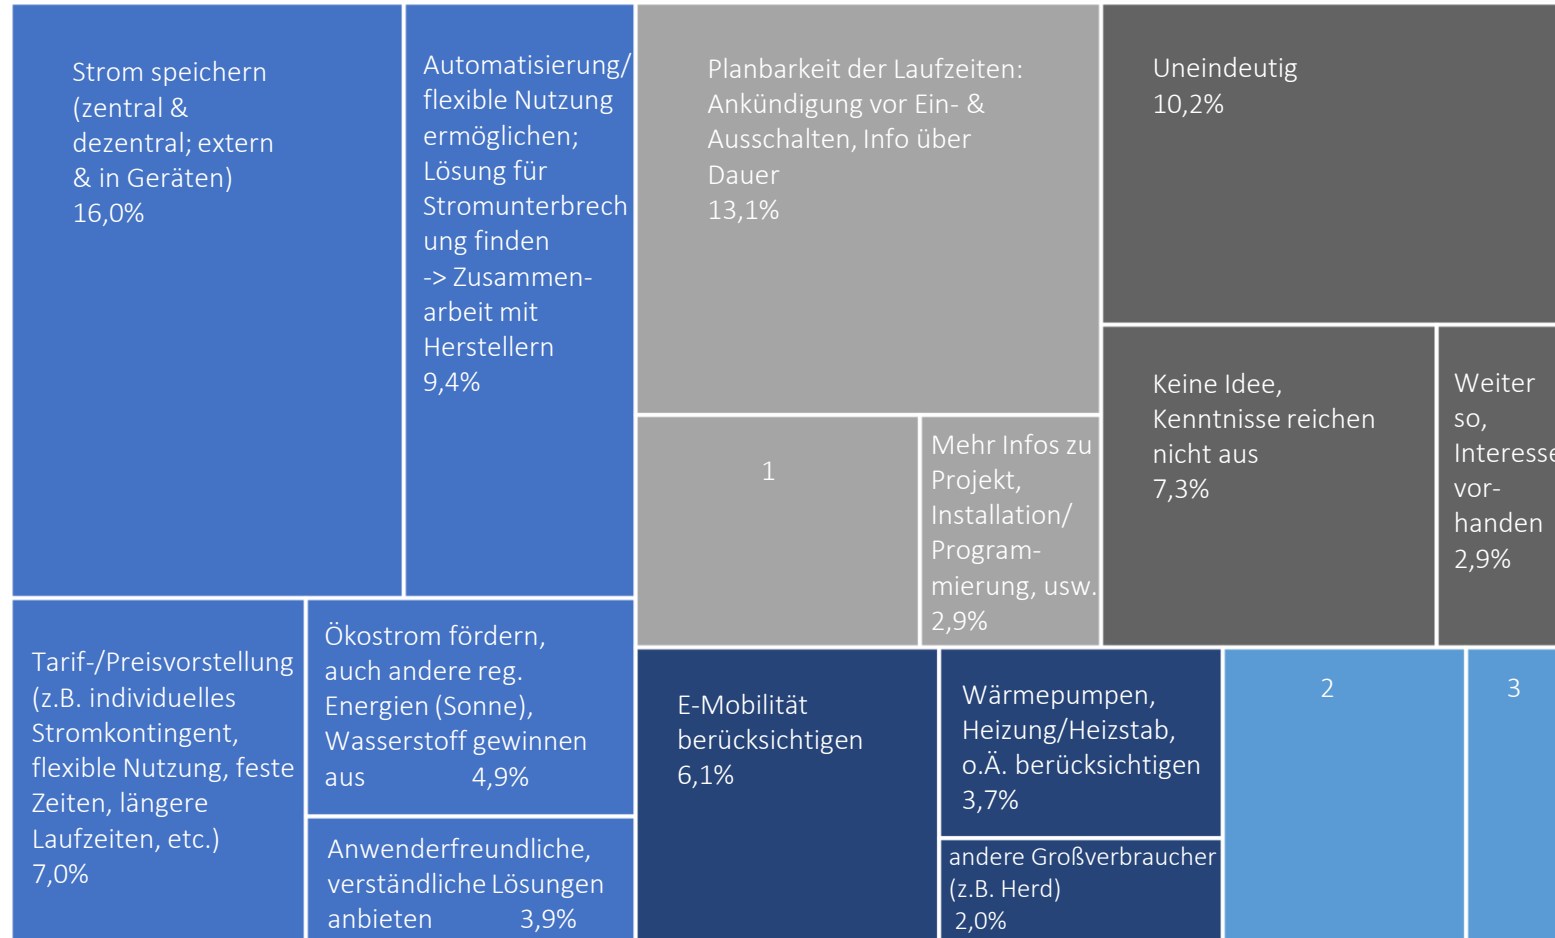 Strom speichern
(zentral &
dezentral; extern
& in Geräten)
16,0%
Automatisierung/
flexible Nutzung
ermöglichen;
Lösung für
Stromunterbrech
ung finden
-> Zusammen-
arbeit mit
Herstellern
9,4%
Tarif-/Preisvorstellung
(z.B. individuelles
Stromkontingent,
flexible Nutzung, feste
Zeiten, längere
Laufzeiten, etc.)
7,0%
Ökostrom fördern,
auch andere reg.
Energien (Sonne),
Wasserstoff gewinnen
aus 4,9%
Anwenderfreundliche,
verständliche Lösungen
anbieten 3,9%
Planbarkeit der Laufzeiten:
Ankündigung vor Ein- &
Ausschalten, Info über
Dauer
13,1%
1
Mehr Infos zu
Projekt,
Installation/
Program-
mierung, usw.
2,9%
Uneindeutig
10,2%
Keine Idee,
Kenntnisse reichen
nicht aus
7,3%
Weiter
so,
Interesse
vor-
handen
2,9%
E-Mobilität
berücksichtigen
6,1%
Wärmepumpen,
Heizung/Heizstab,
o.Ä. berücksichtigen
3,7%
andere Großverbraucher
(z.B. Herd)
2,0%
2
3